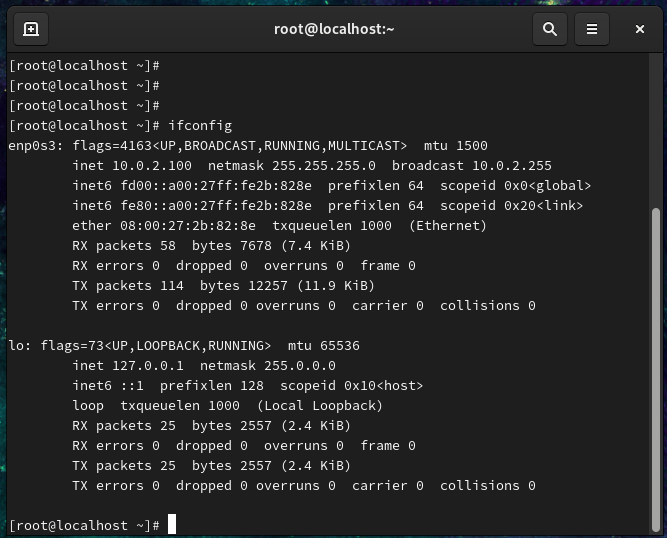 root@localhost:~
[root@localhost ~]#
[root@localhost ~]#
[root@localhost ~]#
[root@localhost ~]# ifconfig
enp0s3: flags=4163<UP,BROADCAST,RUNNING,MULTICAST>  mtu 1500
        inet 10.0.2.100  netmask 255.255.255.0  broadcast 10.0.2.255
        inet6 fd00::a00:27ff:fe2b:828e  prefixlen 64  scopeid 0x0<global>
        inet6 fe80::a00:27ff:fe2b:828e  prefixlen 64  scopeid 0x20<link>
        ether 08:00:27:2b:82:8e  txqueuelen 1000  (Ethernet)
        RX packets 58  bytes 7678 (7.4 KiB)
        RX errors 0  dropped 0  overruns 0  frame 0
        TX packets 114  bytes 12257 (11.9 KiB)
        TX errors 0  dropped 0 overruns 0  carrier 0  collisions 0

lo: flags=73<UP,LOOPBACK,RUNNING>  mtu 65536
        inet 127.0.0.1  netmask 255.0.0.0
        inet6 ::1  prefixlen 128  scopeid 0x10<host>
        loop  txqueuelen 1000  (Local Loopback)
        RX packets 25  bytes 2557 (2.4 KiB)
        RX errors 0  dropped 0  overruns 0  frame 0
        TX packets 25  bytes 2557 (2.4 KiB)
        TX errors 0  dropped 0 overruns 0  carrier 0  collisions 0

[root@localhost ~]#